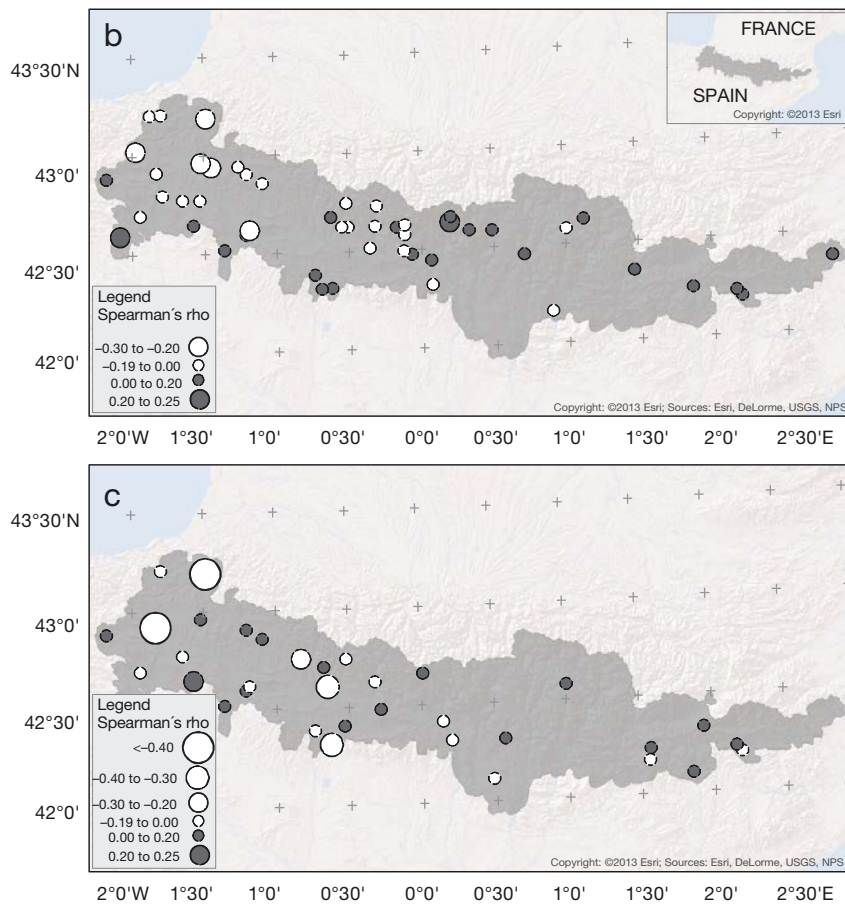 b
FRANCE
SPAIN
Copyright: ©2013 Esri
43°30'N
43°0'
42°30'
42°0'
Legend
Spearman´s rho
–0.30 to –0.20
–0.19 to 0.00
0.00 to 0.20
0.20 to 0.25
Copyright: ©2013 Esri; Sources: Esri, DeLorme, USGS, NPS
2°0'W 1°30' 1°0' 0°30' 0°0' 0°30' 1°0' 1°30' 2°0' 2°30'E
c
43°30'N
43°0'
42°30'
42°0'
Legend
Spearman´s rho
<–0.40
–0.40 to –0.30
–0.30 to –0.20
–0.19 to 0.00
0.00 to 0.20
0.20 to 0.25
Copyright: ©2013 Esri; Sources: Esri, DeLorme, USGS, NPS
2°0'W 1°30' 1°0' 0°30' 0°0' 0°30' 1°0' 1°30' 2°0' 2°30'E